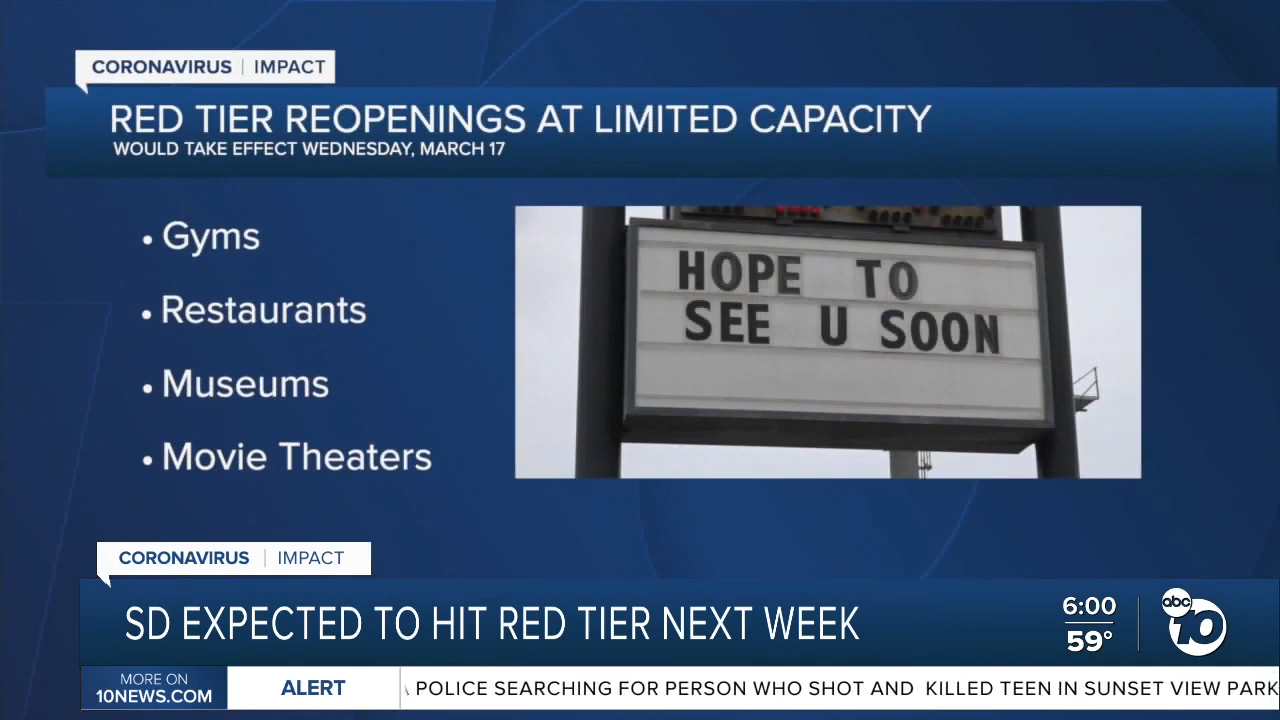 CORONAVIRUS | IMPACT
RED TIER REOPENINGS AT LIMITED CAPACITY
WOULD TAKE EFFECT WEDNESDAY, MARCH 17
• Gyms
• Restaurants
• Museums
• Movie Theaters
HOPE TO
SEE U SOON
CORONAVIRUS | IMPACT
SD EXPECTED TO HIT RED TIER NEXT WEEK
6:00
59°
abc
10
MORE ON
10NEWS.COM
ALERT
POLICE SEARCHING FOR PERSON WHO SHOT AND KILLED TEEN IN SUNSET VIEW PARK